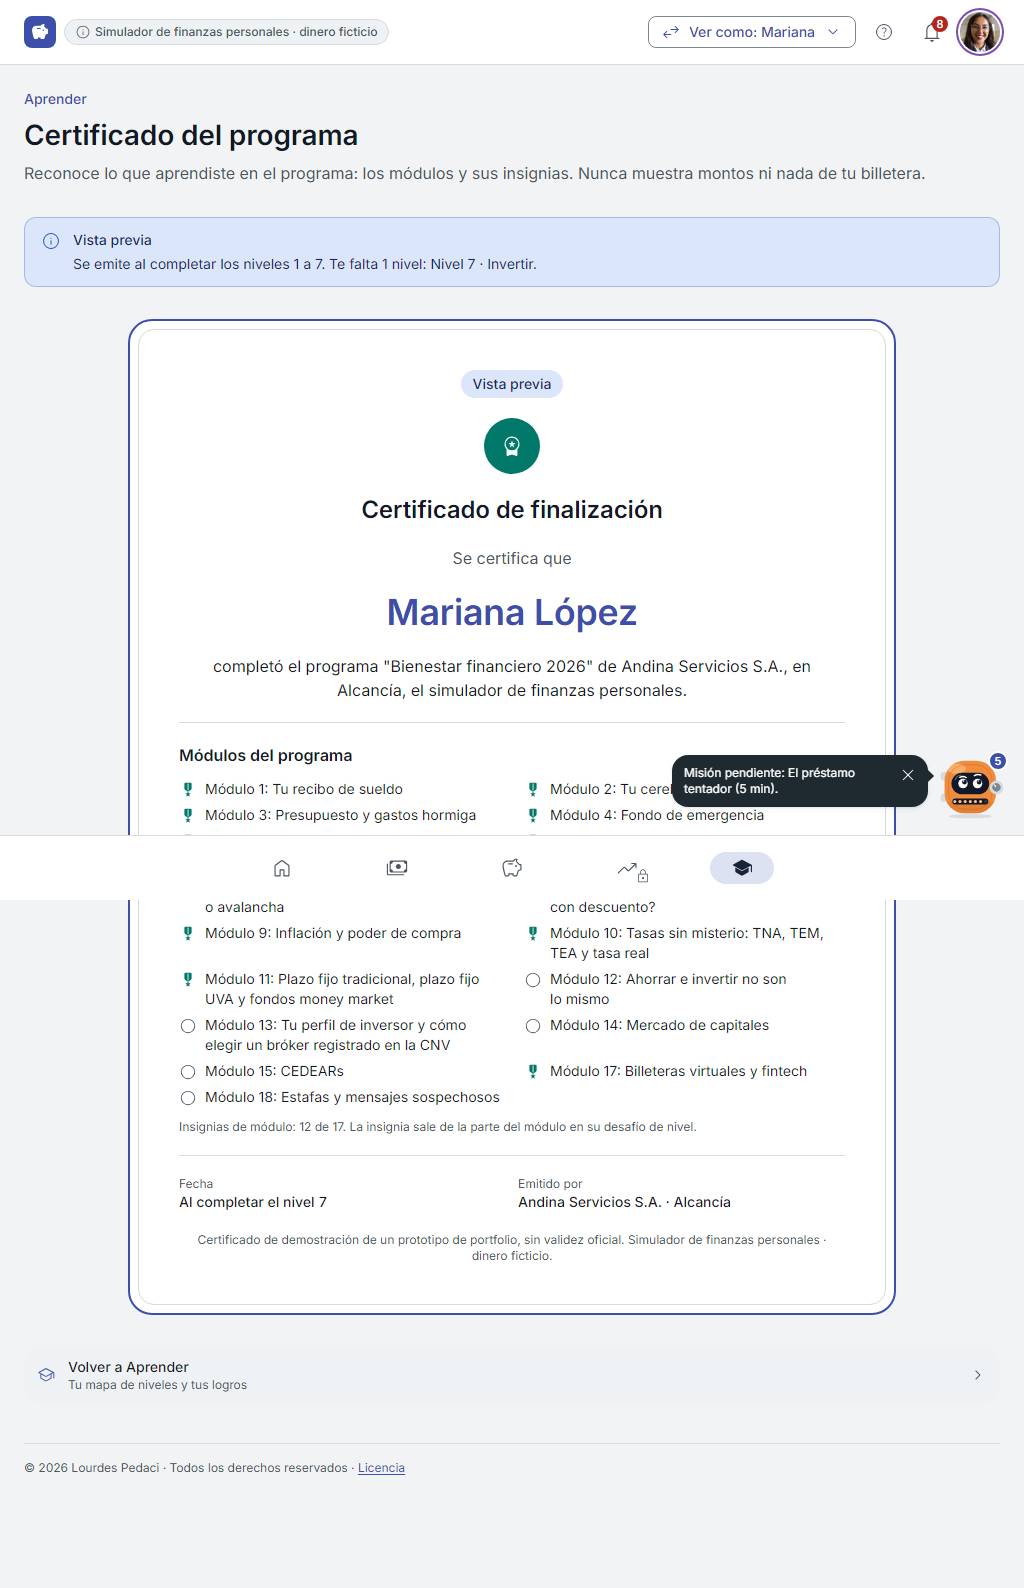 Simulador de finanzas personales · dinero ficticio
Ver como: Mariana
8
Aprender
Certificado del programa
Reconoce lo que aprendiste en el programa: los módulos y sus insignias. Nunca muestra montos ni nada de tu billetera.
Vista previa
Se emite al completar los niveles 1 a 7. Te falta 1 nivel: Nivel 7 · Invertir.
Vista previa
Certificado de finalización
Se certifica que
Mariana López
completó el programa "Bienestar financiero 2026" de Andina Servicios S.A., en
Alcancía, el simulador de finanzas personales.
Módulos del programa
Módulo 1: Tu recibo de sueldo
Módulo 2: Tu
Misión pendiente: El préstamo
tentador (5 min).
5
Módulo 3: Presupuesto y gastos hormiga
Módulo 4: Fondo de emergencia
o avalancha
con descuento?
Módulo 9: Inflación y poder de compra
Módulo 10: Tasas sin misterio: TNA, TEM,
TEA y tasa real
Módulo 11: Plazo fijo tradicional, plazo fijo
UVA y fondos money market
Módulo 12: Ahorrar e invertir no son
lo mismo
Módulo 13: Tu perfil de inversor y cómo
elegir un bróker registrado en la CNV
Módulo 14: Mercado de capitales
Módulo 15: CEDEARs
Módulo 17: Billeteras virtuales y fintech
Módulo 18: Estafas y mensajes sospechosos
Insignias de módulo: 12 de 17. La insignia sale de la parte del módulo en su desafío de nivel.
Fecha
Al completar el nivel 7
Emitido por
Andina Servicios S.A. · Alcancía
Certificado de demostración de un prototipo de portfolio, sin validez oficial. Simulador de finanzas personales ·
dinero ficticio.
Volver a Aprender
Tu mapa de niveles y tus logros
© 2026 Lourdes Pedaci · Todos los derechos reservados · Licencia